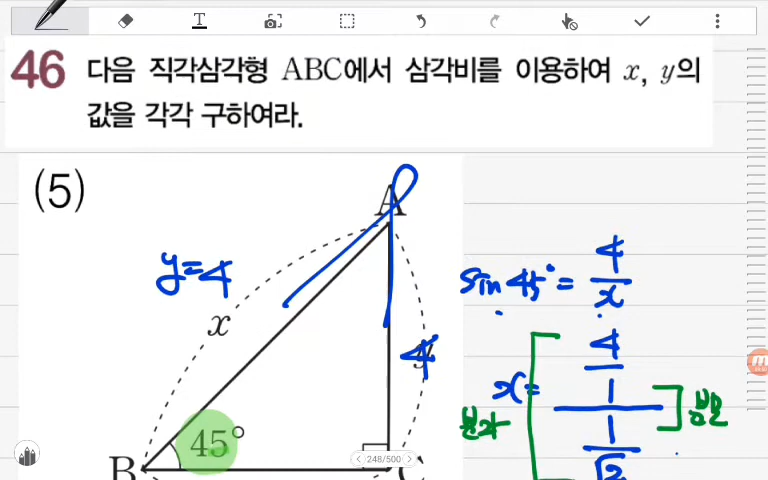 T
46 다음 직각삼각형 ABC에서 삼각비를 이용하여 x, y의
값을 각각 구하여라.
(5)
A
y=4
x
4
45°
B
sin 45° = 4/x
x= 4/1
1/√2
분자
분모
248/500